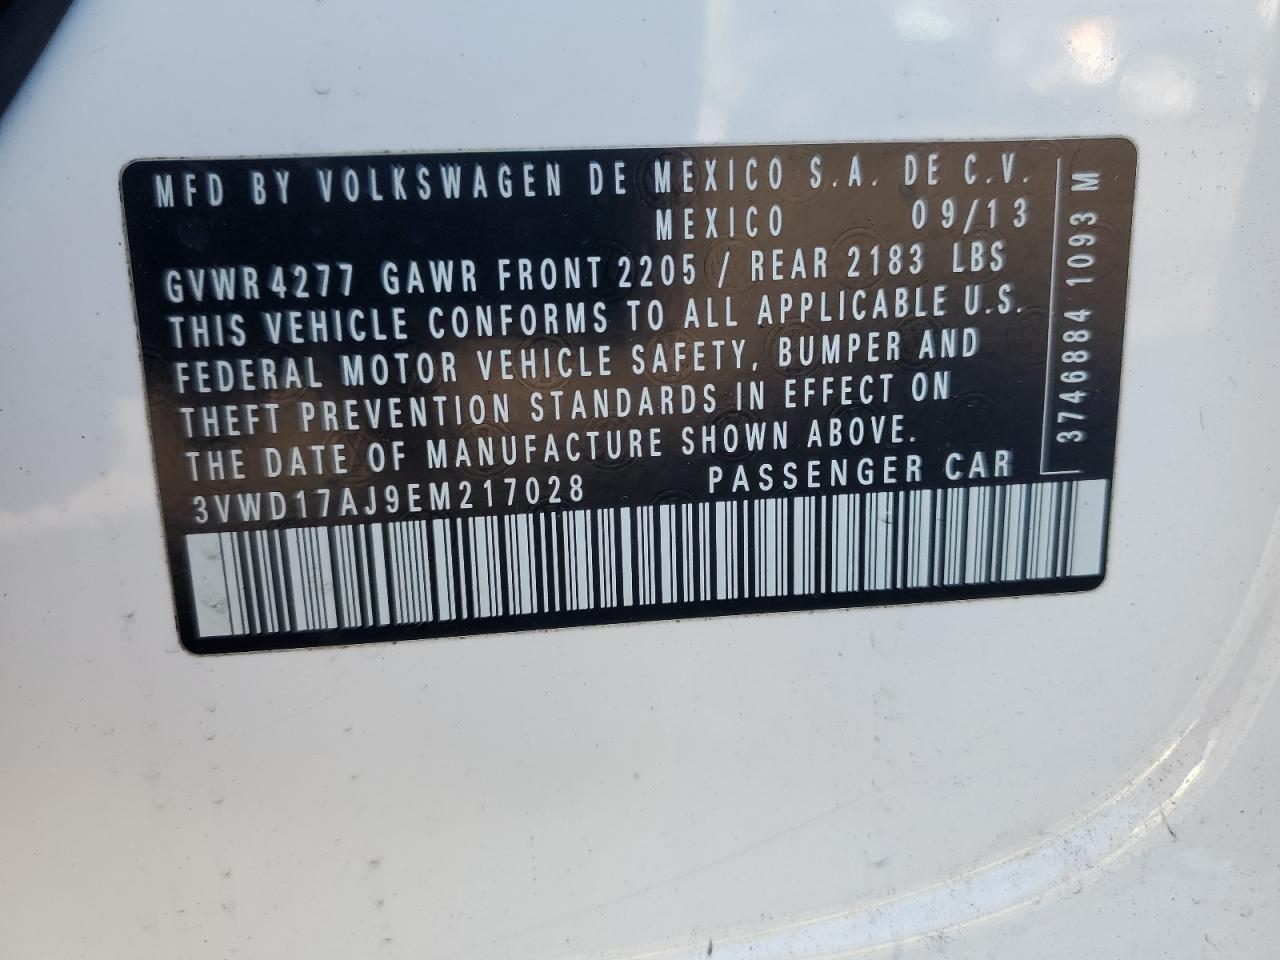 MFD BY VOLKSWAGEN DE MEXICO S.A. DE C.V.
MEXICO 09/13
GVWR 4277 GAWR FRONT 2205 / REAR 2183 LBS
THIS VEHICLE CONFORMS TO ALL APPLICABLE U.S.
FEDERAL MOTOR VEHICLE SAFETY, BUMPER AND
THEFT PREVENTION STANDARDS IN EFFECT ON
THE DATE OF MANUFACTURE SHOWN ABOVE.
3VWD17AJ9EM217028 PASSENGER CAR
3746884 1093 M